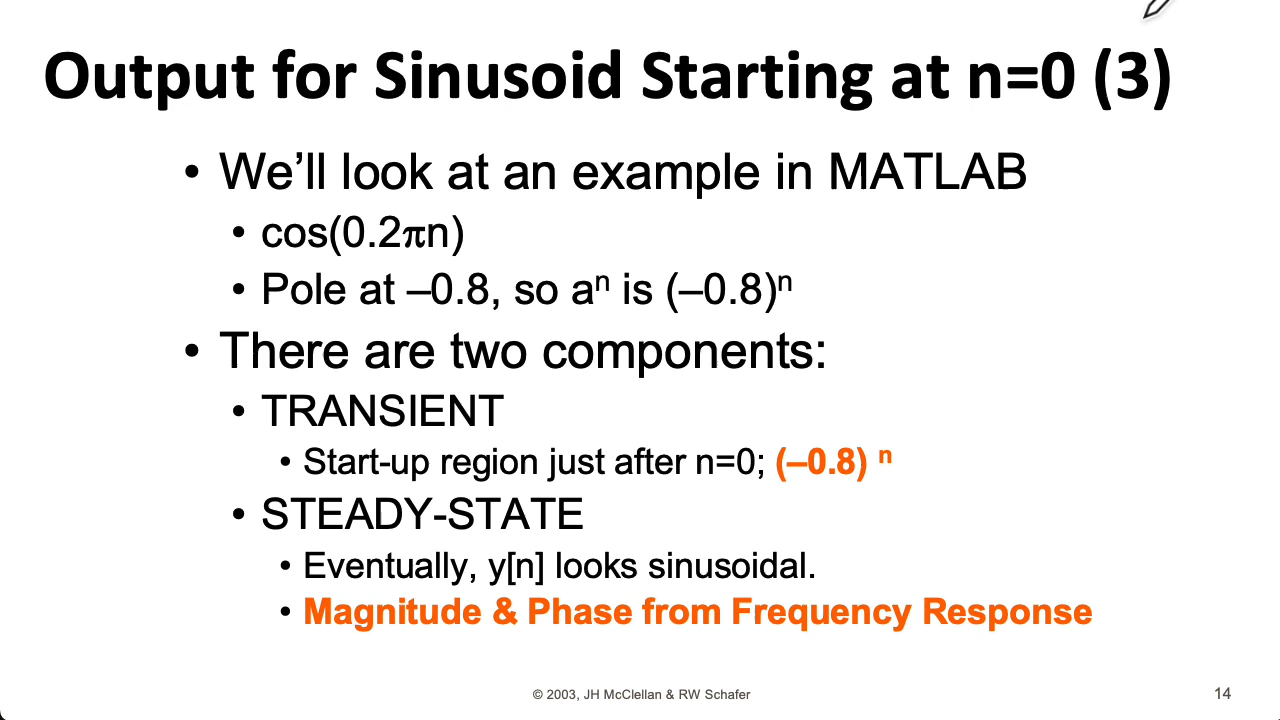 Output for Sinusoid Starting at n=0 (3)
• We’ll look at an example in MATLAB
• cos(0.2πn)
• Pole at –0.8, so aⁿ is (–0.8)ⁿ
• There are two components:
• TRANSIENT
• Start-up region just after n=0; (–0.8) ⁿ
• STEADY-STATE
• Eventually, y[n] looks sinusoidal.
• Magnitude & Phase from Frequency Response
© 2003, JH McClellan & RW Schafer
14